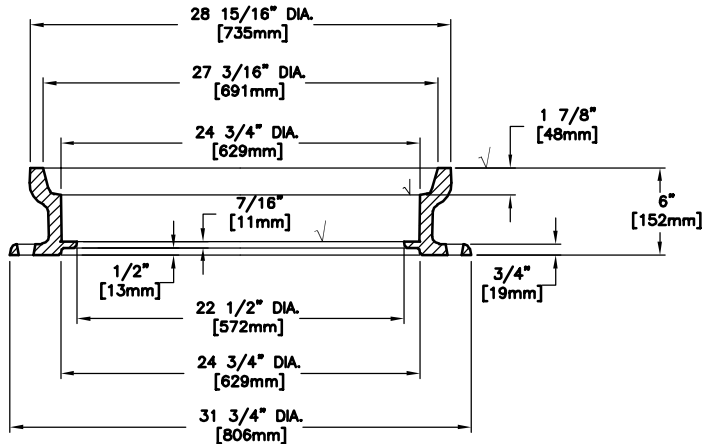 28 15/16" DIA.
[735mm]
27 3/16" DIA.
[691mm]
1 7/8"
[48mm]
24 3/4" DIA.
[629mm]
7/16"
[11mm]
6"
[152mm]
1/2"
[13mm]
3/4"
[19mm]
22 1/2" DIA.
[572mm]
24 3/4" DIA.
[629mm]
31 3/4" DIA.
[806mm]